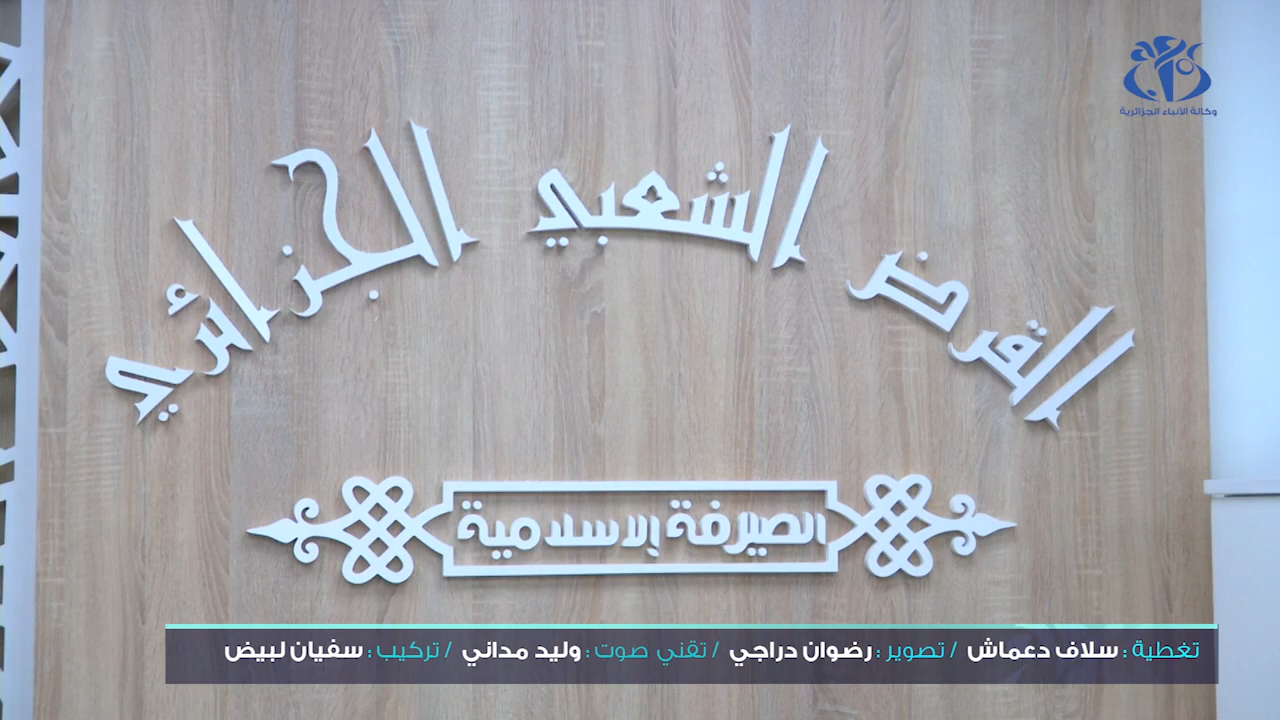 وكالة الأنباء الجزائرية
القرض الشعبي الجزائري
الصيرفة الإسلامية
تغطية : سلاف دعماش / تصوير : رضوان دراجي / تقني صوت : وليد مداني / تركيب : سفيان لبيض